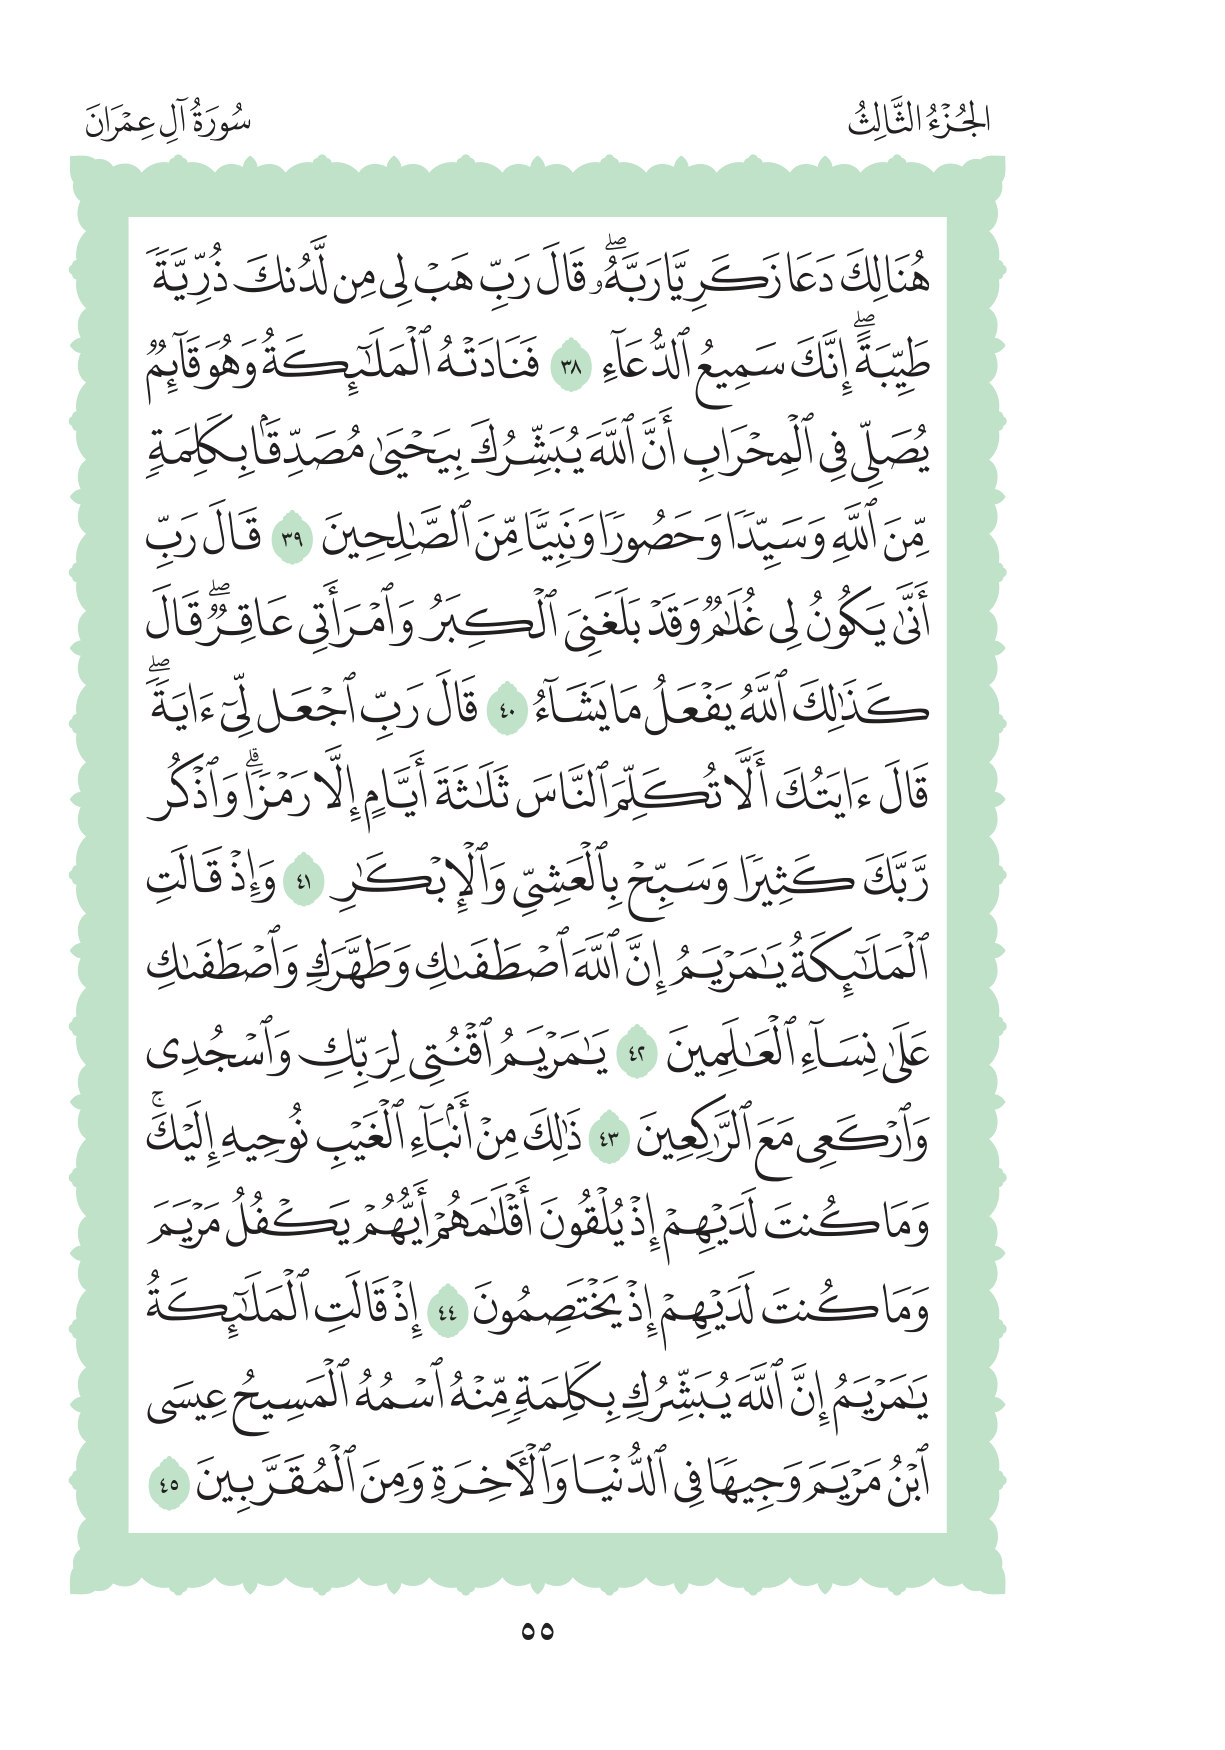 الجُزْءُ الثَّالِثُ
سُورَةُ آلِ عِمْرَانَ
هُنَالِكَ دَعَا زَكَرِيَّا رَبَّهُۥۖ قَالَ رَبِّ هَبْ لِى مِن لَّدُنكَ ذُرِّيَّةً
طَيِّبَةًۖ إِنَّكَ سَمِيعُ ٱلدُّعَآءِ ٣٨ فَنَادَتْهُ ٱلْمَلَـٰٓئِكَةُ وَهُوَ قَآئِمٌ
يُصَلِّى فِى ٱلْمِحْرَابِ أَنَّ ٱللَّهَ يُبَشِّرُكَ بِيَحْيَىٰ مُصَدِّقًۢا بِكَلِمَةٍ
مِّنَ ٱللَّهِ وَسَيِّدًا وَحَصُورًا وَنَبِيًّا مِّنَ ٱلصَّـٰلِحِينَ ٣٩ قَالَ رَبِّ
أَنَّىٰ يَكُونُ لِى غُلَـٰمٌ وَقَدْ بَلَغَنِىَ ٱلْكِبَرُ وَٱمْرَأَتِى عَاقِرٌۖ قَالَ
كَذَٰلِكَ ٱللَّهُ يَفْعَلُ مَا يَشَآءُ ٤٠ قَالَ رَبِّ ٱجْعَل لِّىٓ ءَايَةًۖ
قَالَ ءَايَتُكَ أَلَّا تُكَلِّمَ ٱلنَّاسَ ثَلَـٰثَةَ أَيَّامٍ إِلَّا رَمْزًاۗ وَٱذْكُر
رَّبَّكَ كَثِيرًا وَسَبِّحْ بِٱلْعَشِىِّ وَٱلْإِبْكَـٰرِ ٤١ وَإِذْ قَالَتِ
ٱلْمَلَـٰٓئِكَةُ يَـٰمَرْيَمُ إِنَّ ٱللَّهَ ٱصْطَفَىٰكِ وَطَهَّرَكِ وَٱصْطَفَىٰكِ
عَلَىٰ نِسَآءِ ٱلْعَـٰلَمِينَ ٤٢ يَـٰمَرْيَمُ ٱقْنُتِى لِرَبِّكِ وَٱسْجُدِى
وَٱرْكَعِى مَعَ ٱلرَّٰكِعِينَ ٤٣ ذَٰلِكَ مِنْ أَنۢبَآءِ ٱلْغَيْبِ نُوحِيهِ إِلَيْكَۚ
وَمَا كُنتَ لَدَيْهِمْ إِذْ يُلْقُونَ أَقْلَـٰمَهُمْ أَيُّهُمْ يَكْفُلُ مَرْيَمَ
وَمَا كُنتَ لَدَيْهِمْ إِذْ يَخْتَصِمُونَ ٤٤ إِذْ قَالَتِ ٱلْمَلَـٰٓئِكَةُ
يَـٰمَرْيَمُ إِنَّ ٱللَّهَ يُبَشِّرُكِ بِكَلِمَةٍ مِّنْهُ ٱسْمُهُ ٱلْمَسِيحُ عِيسَى
ٱبْنُ مَرْيَمَ وَجِيهًا فِى ٱلدُّنْيَا وَٱلْـَٔاخِرَةِ وَمِنَ ٱلْمُقَرَّبِينَ ٤٥
٥٥